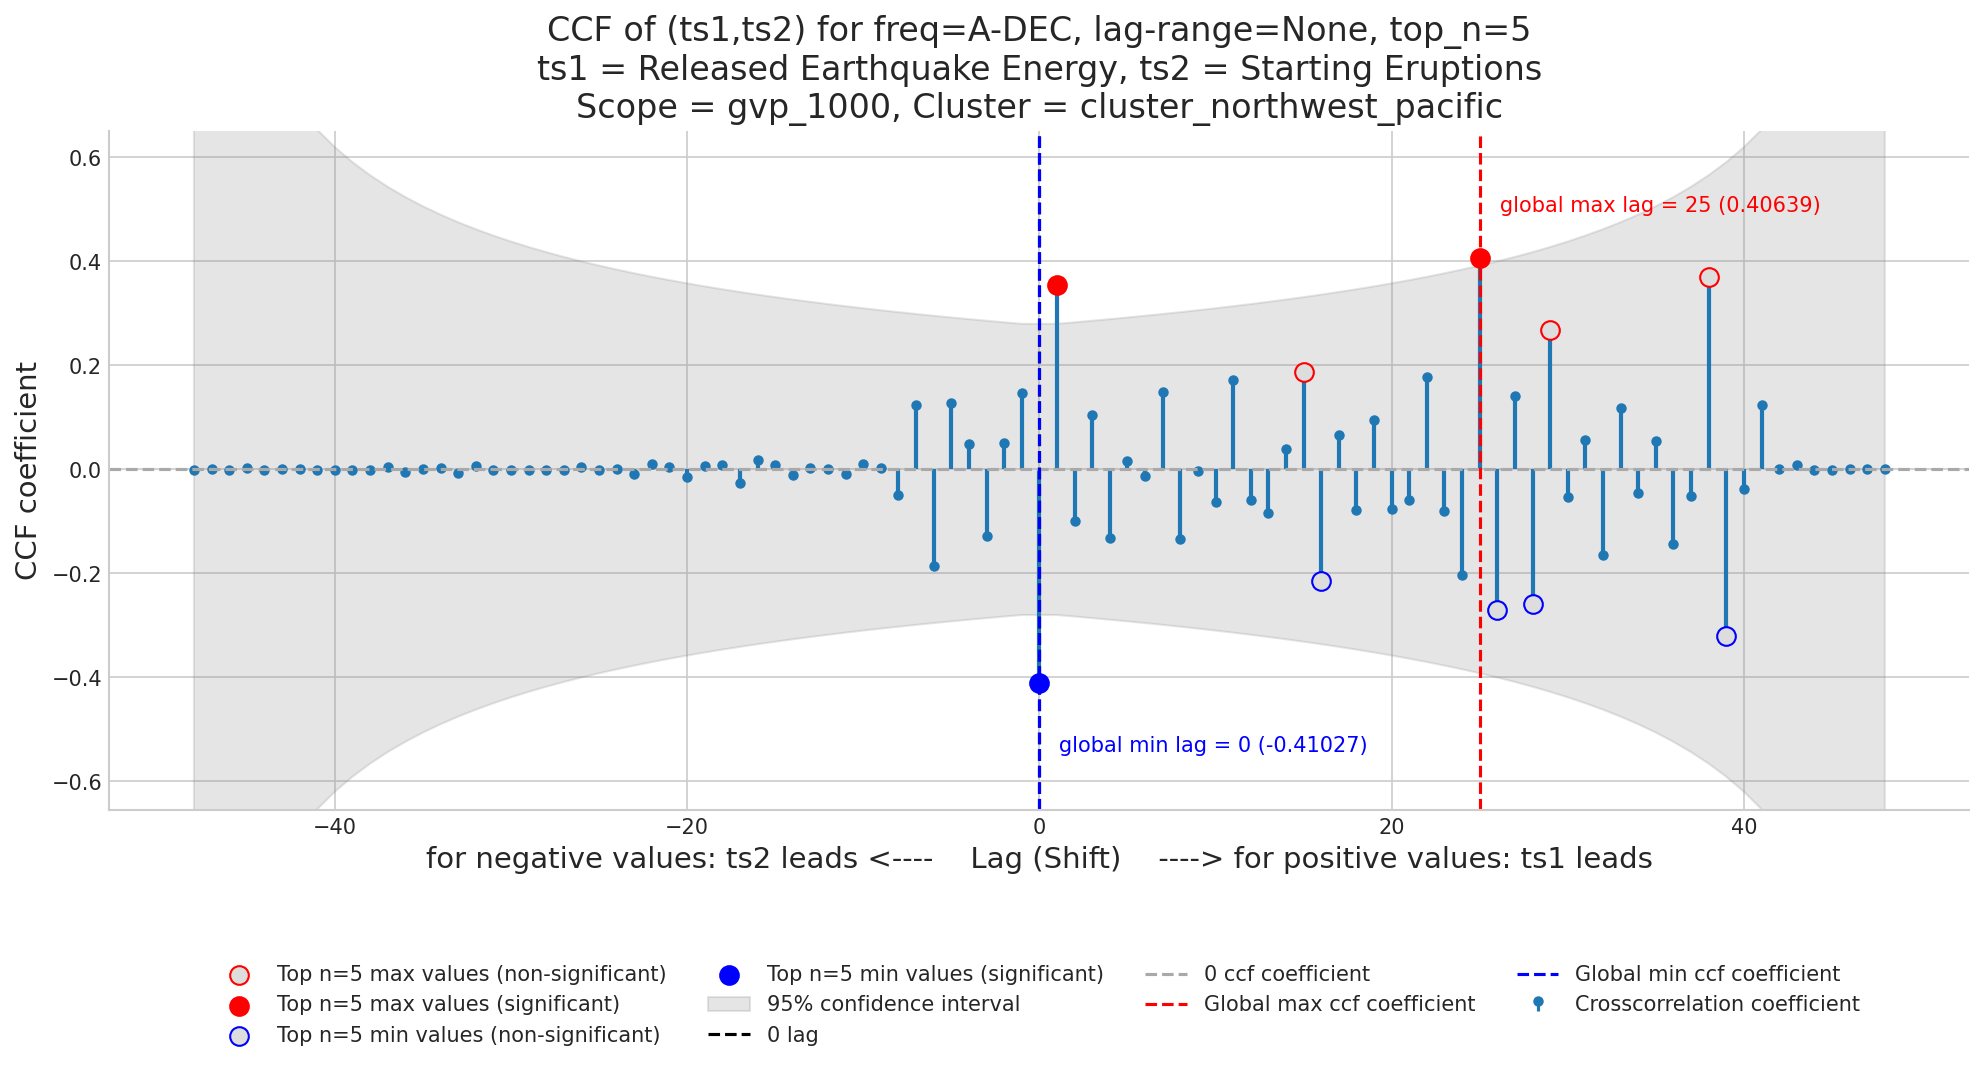 CCF of (ts1,ts2) for freq=A-DEC, lag-range=None, top_n=5
ts1 = Released Earthquake Energy, ts2 = Starting Eruptions
Scope = gvp_1000, Cluster = cluster_northwest_pacific
0.6
0.4
0.2
0.0
−0.2
−0.4
−0.6
CCF coefficient
global max lag = 25 (0.40639)
global min lag = 0 (-0.41027)
−40
−20
0
20
40
for negative values: ts2 leads <---- Lag (Shift) ----> for positive values: ts1 leads
Top n=5 max values (non-significant)
Top n=5 max values (significant)
Top n=5 min values (non-significant)
Top n=5 min values (significant)
95% confidence interval
0 lag
0 ccf coefficient
Global max ccf coefficient
Global min ccf coefficient
Crosscorrelation coefficient